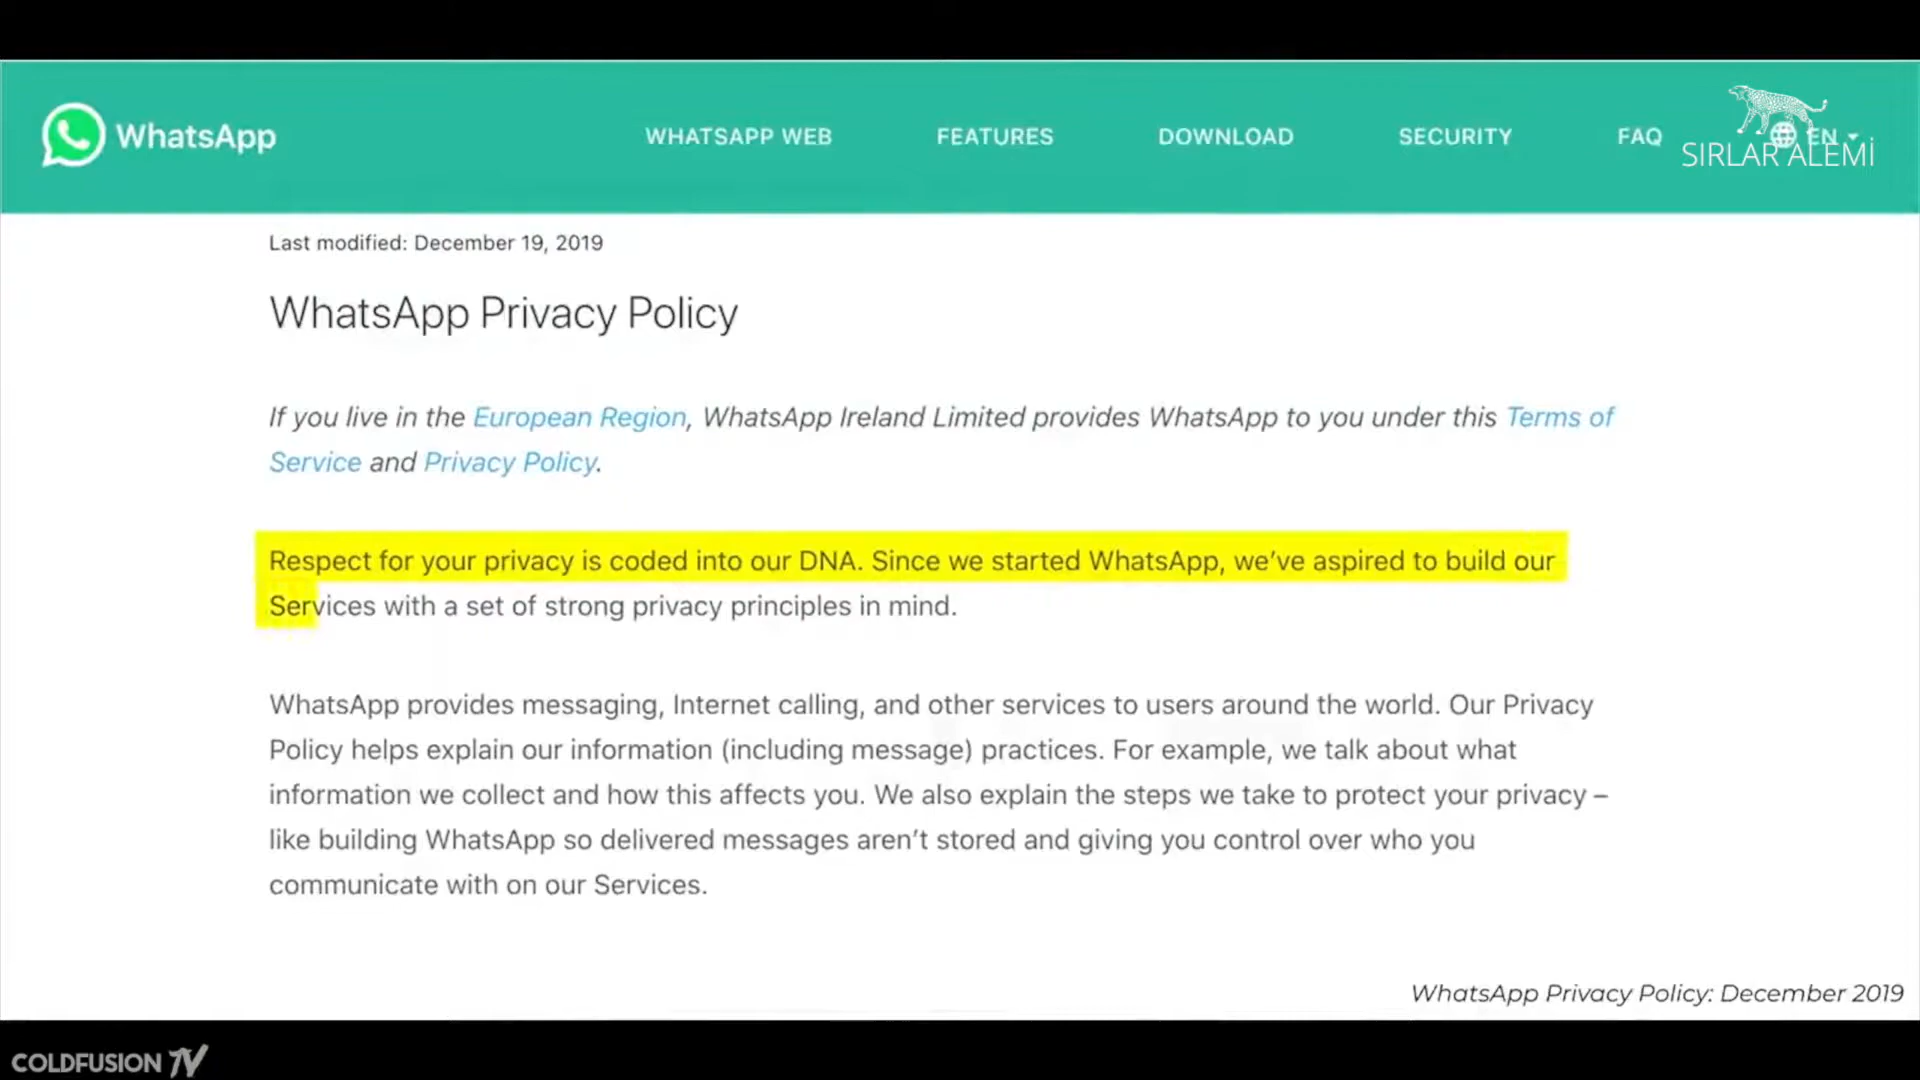 WhatsApp
WHATSAPP WEB
FEATURES
DOWNLOAD
SECURITY
FAQ
EN
SIRLAR ALEMİ
Last modified: December 19, 2019
WhatsApp Privacy Policy
If you live in the European Region, WhatsApp Ireland Limited provides WhatsApp to you under this Terms of
Service and Privacy Policy.
Respect for your privacy is coded into our DNA. Since we started WhatsApp, we’ve aspired to build our
Services with a set of strong privacy principles in mind.
WhatsApp provides messaging, Internet calling, and other services to users around the world. Our Privacy
Policy helps explain our information (including message) practices. For example, we talk about what
information we collect and how this affects you. We also explain the steps we take to protect your privacy –
like building WhatsApp so delivered messages aren’t stored and giving you control over who you
communicate with on our Services.
WhatsApp Privacy Policy: December 2019
COLDFUSION TV